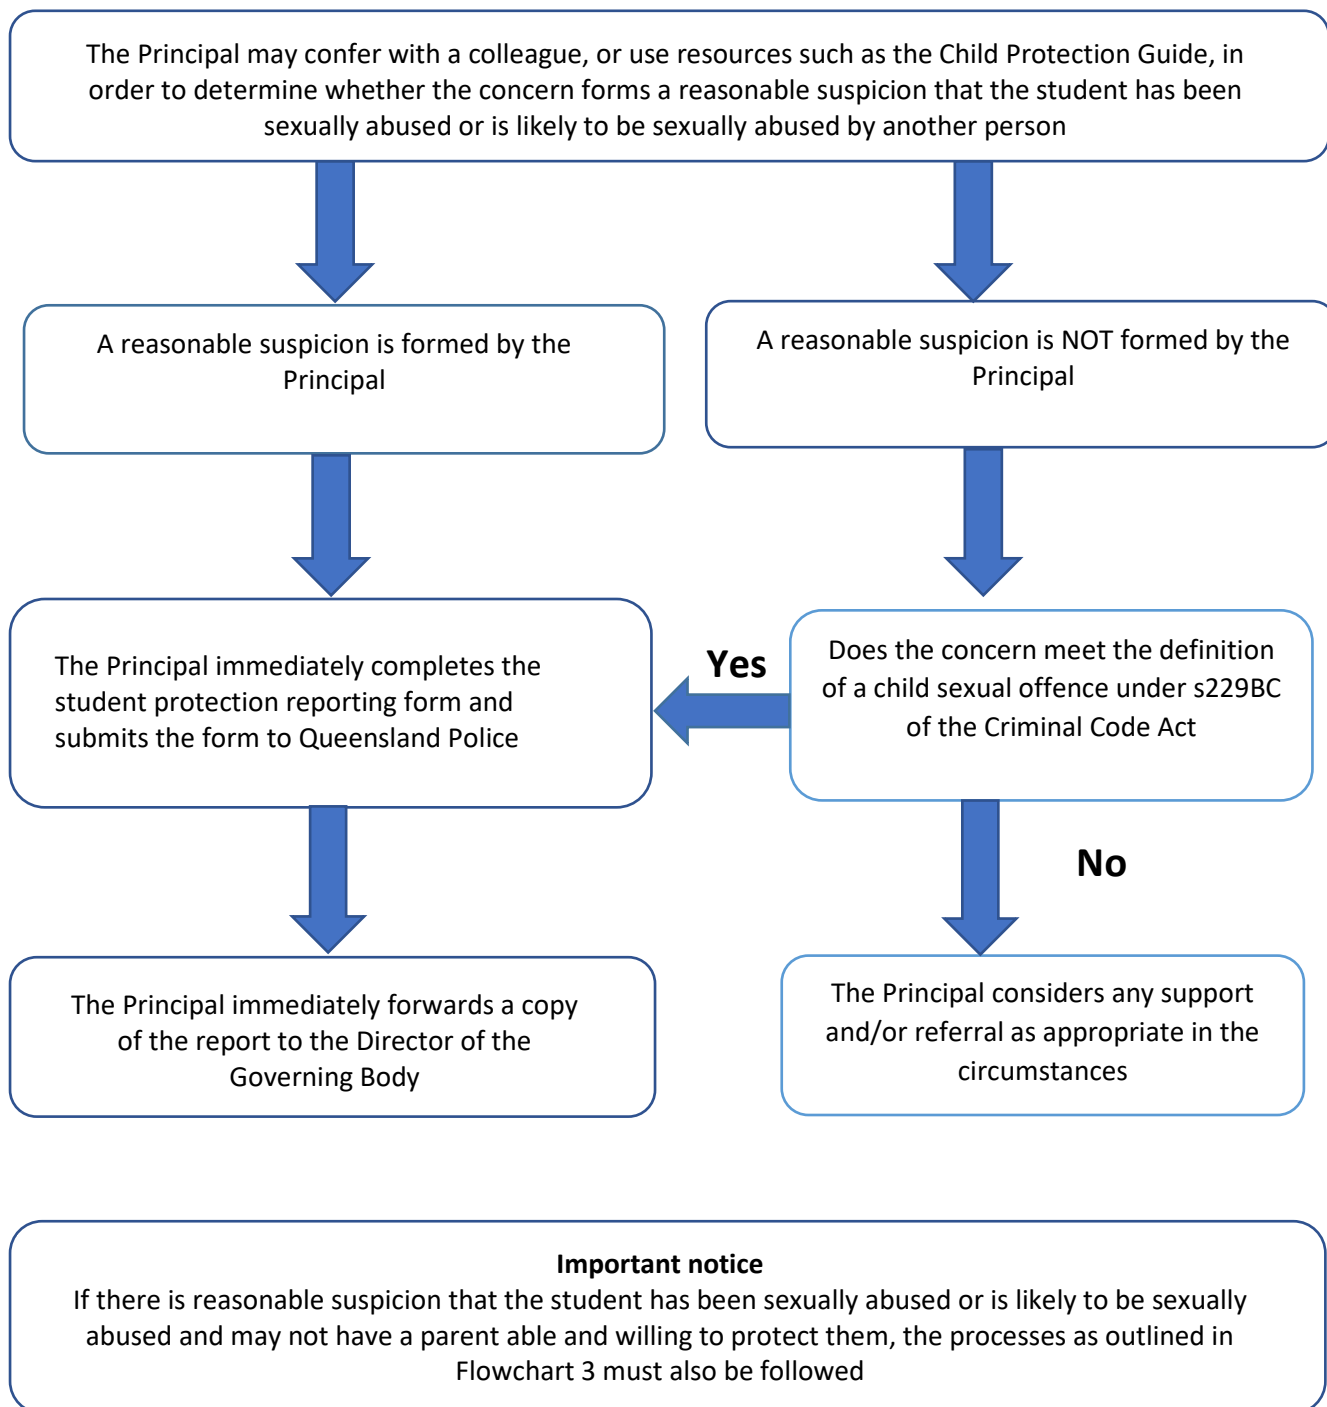 The Principal may confer with a colleague, or use resources such as the Child Protection Guide, in
order to determine whether the concern forms a reasonable suspicion that the student has been
sexually abused or is likely to be sexually abused by another person
A reasonable suspicion is formed by the
Principal
A reasonable suspicion is NOT formed by the
Principal
The Principal immediately completes the
student protection reporting form and
submits the form to Queensland Police
Yes
Does the concern meet the definition
of a child sexual offence under s229BC
of the Criminal Code Act
No
The Principal immediately forwards a copy
of the report to the Director of the
Governing Body
The Principal considers any support
and/or referral as appropriate in the
circumstances
Important notice
If there is reasonable suspicion that the student has been sexually abused or is likely to be sexually
abused and may not have a parent able and willing to protect them, the processes as outlined in
Flowchart 3 must also be followed